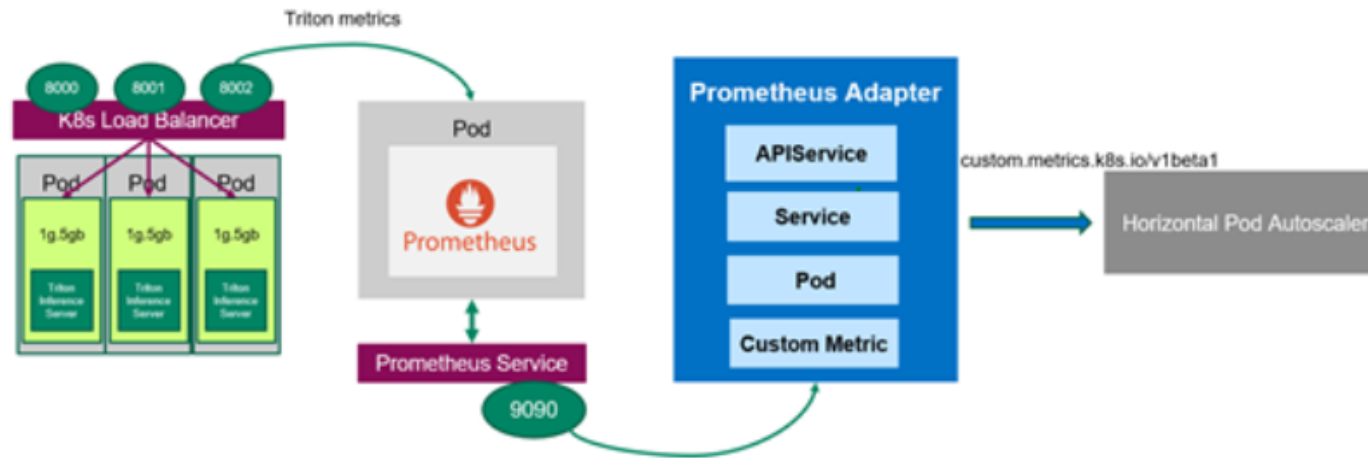 Triton metrics
8000
8001
8002
K8s Load Balancer
Pod
Pod
Pod
1g.5gb
1g.5gb
1g.5gb
Triton
Inference
Server
Triton
Inference
Server
Triton
Inference
Server
Pod
Prometheus
Prometheus Service
9090
Prometheus Adapter
APIService
Service
Pod
Custom Metric
custom.metrics.k8s.io/v1beta1
Horizontal Pod Autoscaler